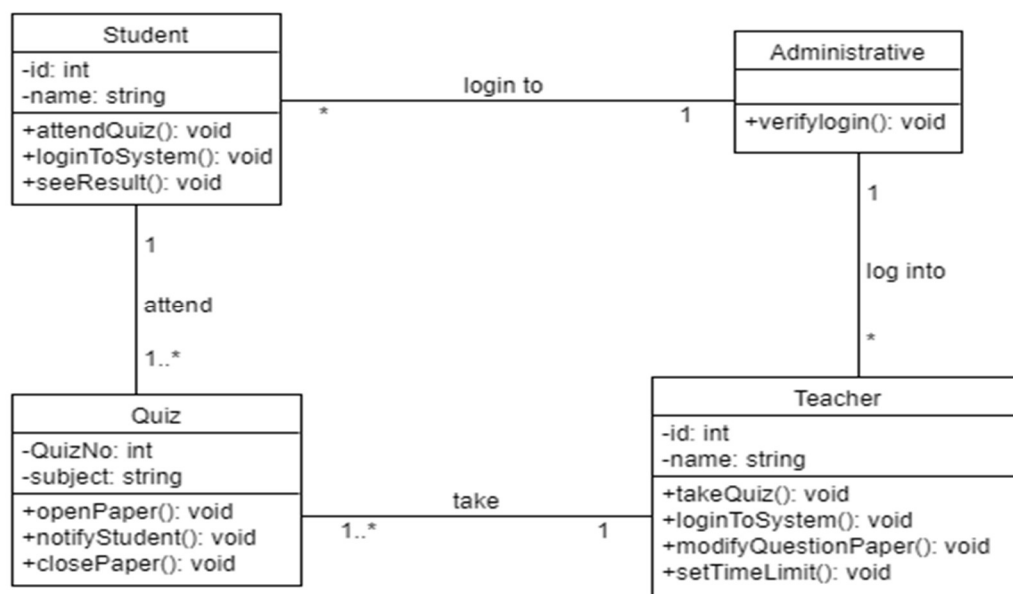 Student
-id: int
-name: string
+attendQuiz(): void
+loginToSystem(): void
+seeResult(): void
login to
*
1
Administrative
+verifylogin(): void
1
attend
1..*
1
log into
*
Quiz
-QuizNo: int
-subject: string
+openPaper(): void
+notifyStudent(): void
+closePaper(): void
take
1..*
1
Teacher
-id: int
-name: string
+takeQuiz(): void
+loginToSystem(): void
+modifyQuestionPaper(): void
+setTimeLimit(): void